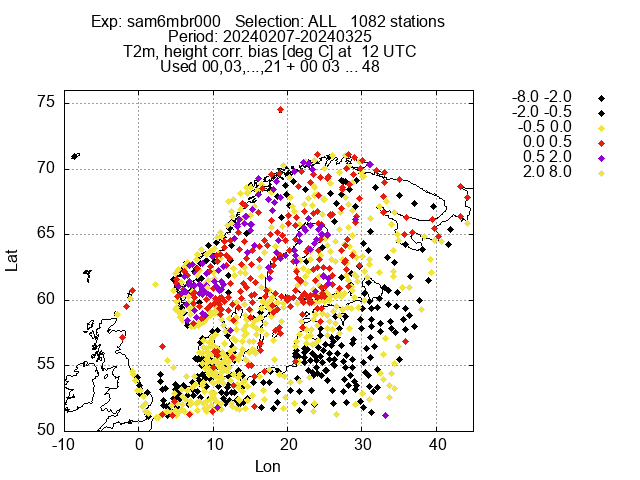 Exp: sam6mbr000   Selection: ALL   1082 stations
Period: 20240207-20240325
T2m, height corr. bias [deg C] at  12 UTC
Used 00,03,...,21 + 00 03 ... 48
-8.0 -2.0
-2.0 -0.5
-0.5 0.0
0.0 0.5
0.5 2.0
2.0 8.0
75
70
65
60
55
50
Lat
-10 0 10 20 30 40
Lon